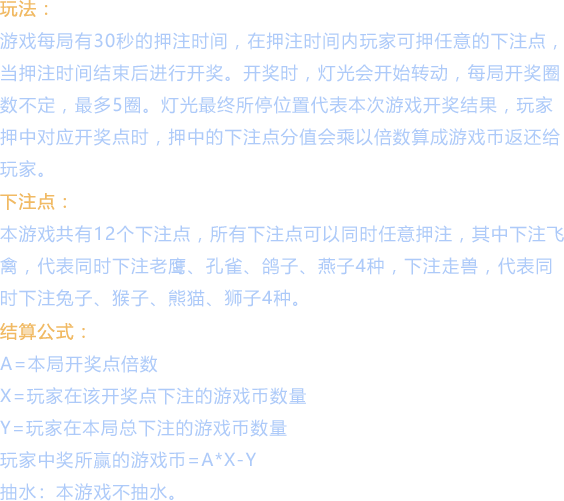 玩法：
游戏每局有30秒的押注时间，在押注时间内玩家可押任意的下注点，
当押注时间结束后进行开奖。开奖时，灯光会开始转动，每局开奖圈
数不定，最多5圈。灯光最终所停位置代表本次游戏开奖结果，玩家
押中对应开奖点时，押中的下注点分值会乘以倍数算成游戏币返还给
玩家。
下注点：
本游戏共有12个下注点，所有下注点可以同时任意押注，其中下注飞
禽，代表同时下注老鹰、孔雀、鸽子、燕子4种，下注走兽，代表同
时下注兔子、猴子、熊猫、狮子4种。
结算公式：
A=本局开奖点倍数
X=玩家在该开奖点下注的游戏币数量
Y=玩家在本局总下注的游戏币数量
玩家中奖所赢的游戏币=A*X-Y
抽水：本游戏不抽水。